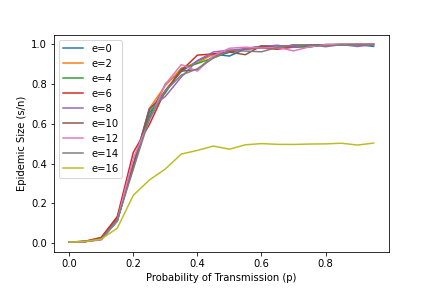 1.0
0.8
0.6
0.4
0.2
0.0
Epidemic Size (s/n)
e=0
e=2
e=4
e=6
e=8
e=10
e=12
e=14
e=16
0.0 0.2 0.4 0.6 0.8
Probability of Transmission (p)